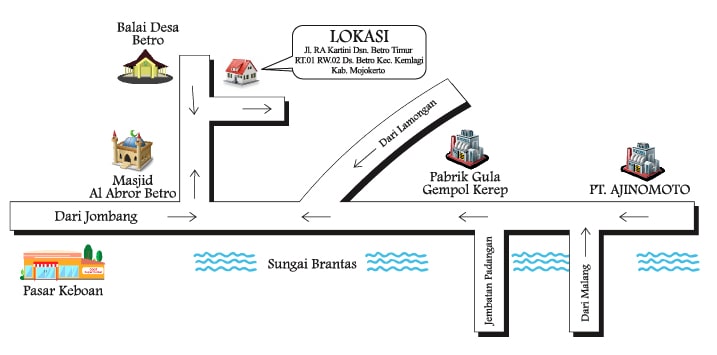 Balai Desa
Betro
LOKASI
Jl. RA Kartini Dsn. Betro Timur
RT.01 RW.02 Ds. Betro Kec. Kemlagi
Kab. Mojokerto
Dari Lamongan
Masjid
Al Abror Betro
Pabrik Gula
Gempol Kerep
PT. AJINOMOTO
Dari Jombang
Sungai Brantas
Jembatan Padangan
Dari Malang
Pasar Keboan